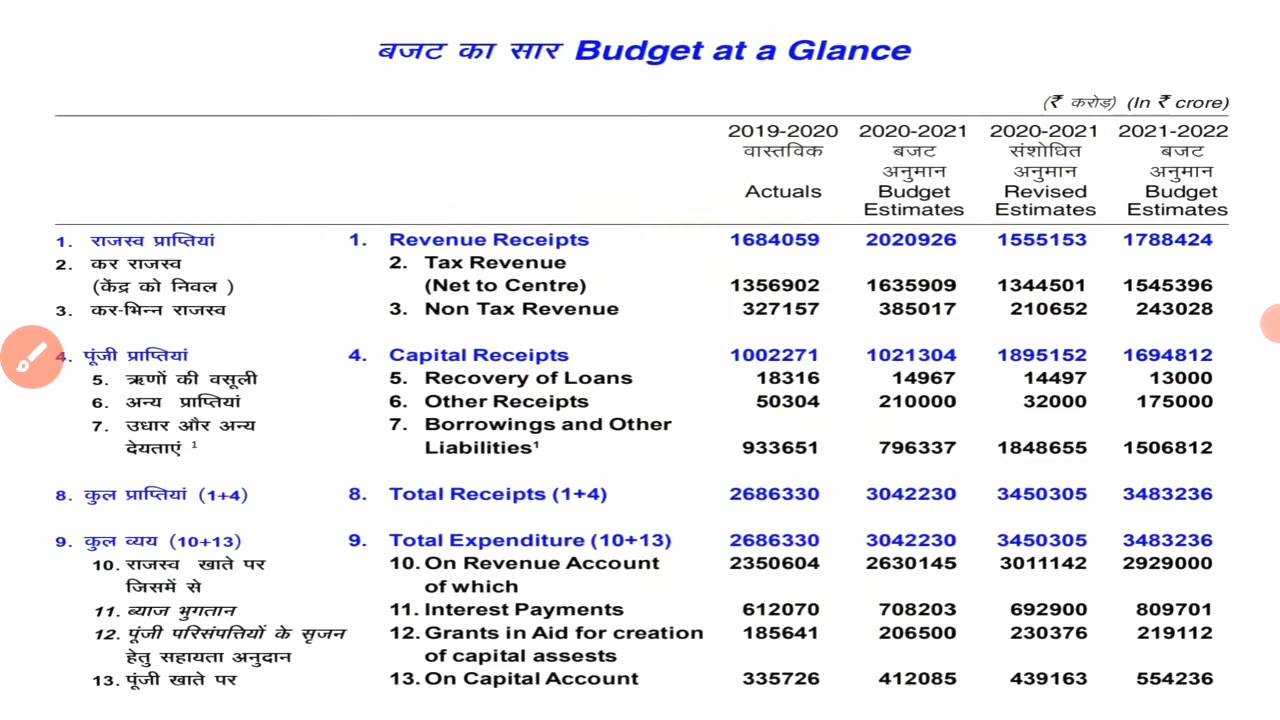 बजट का सार Budget at a Glance
(₹ करोड़) (In ₹ crore)
2019-2020 2020-2021 2020-2021 2021-2022
वास्तविक बजट संशोधित बजट
अनुमान अनुमान अनुमान
Actuals Budget Revised Budget
Estimates Estimates Estimates
1. राजस्व प्राप्तियां 1. Revenue Receipts 1684059 2020926 1555153 1788424
2. कर राजस्व 2. Tax Revenue
(केंद्र को निवल ) (Net to Centre) 1356902 1635909 1344501 1545396
3. कर-भिन्न राजस्व 3. Non Tax Revenue 327157 385017 210652 243028
4. पूंजी प्राप्तियां 4. Capital Receipts 1002271 1021304 1895152 1694812
5. ऋणों की वसूली 5. Recovery of Loans 18316 14967 14497 13000
6. अन्य प्राप्तियां 6. Other Receipts 50304 210000 32000 175000
7. उधार और अन्य 7. Borrowings and Other
देयताएं ¹ Liabilities¹ 933651 796337 1848655 1506812
8. कुल प्राप्तियां (1+4) 8. Total Receipts (1+4) 2686330 3042230 3450305 3483236
9. कुल व्यय (10+13) 9. Total Expenditure (10+13) 2686330 3042230 3450305 3483236
10. राजस्व खाते पर 10. On Revenue Account 2350604 2630145 3011142 2929000
जिसमें से of which
11. ब्याज भुगतान 11. Interest Payments 612070 708203 692900 809701
12. पूंजी परिसंपत्तियों के सृजन 12. Grants in Aid for creation 185641 206500 230376 219112
हेतु सहायता अनुदान of capital assests
13. पूंजी खाते पर 13. On Capital Account 335726 412085 439163 554236